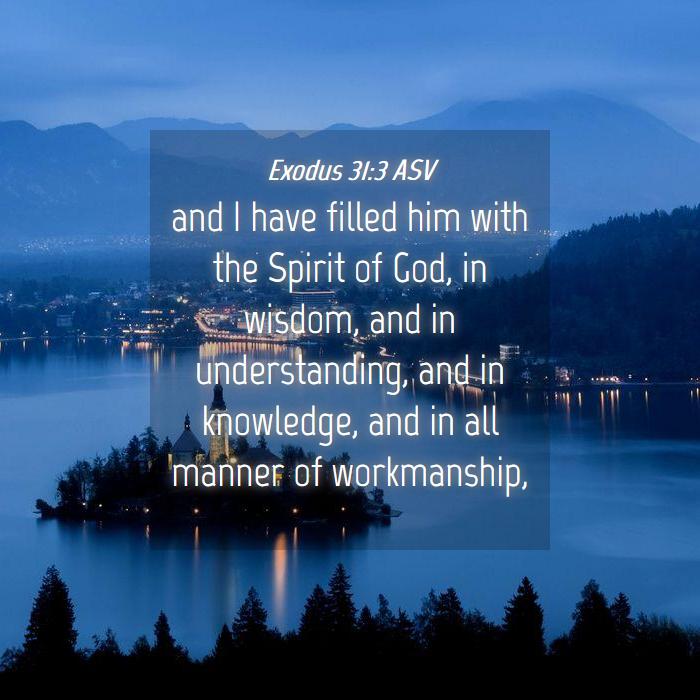 Exodus 31:3 ASV
and I have filled him with
the Spirit of God, in
wisdom, and in
understanding, and in
knowledge, and in all
manner of workmanship,